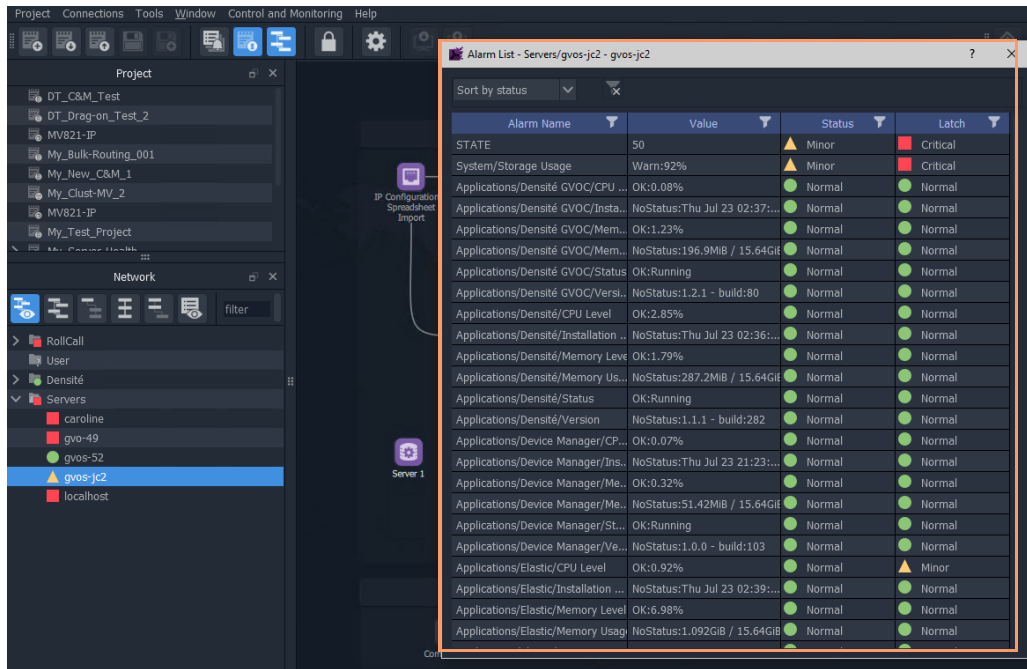 Project Connections Tools Window Control and Monitoring Help
Project
DT_C&M_Test
DT_Drag-on_Test_2
MV821-IP
My_Bulk-Routing_001
My_New_C&M_1
My_Clust-MV_2
MV821-IP
My_Test_Project
My_Server_Health
Network
filter
RollCall
User
Densité
Servers
caroline
gvo-49
gvos-52
gvos-jc2
localhost
IP Configuration
Spreadsheet
Import
Server 1
Alarm List - Servers/gvos-jc2 - gvos-jc2 ?
Sort by status
Alarm Name Value Status Latch
STATE 50 Minor Critical
System/Storage Usage Warn:92% Minor Critical
Applications/Densité GVOC/CPU ... OK:0.08% Normal Normal
Applications/Densité GVOC/Insta... NoStatus:Thu Jul 23 02:37:... Normal Normal
Applications/Densité GVOC/Mem... OK:1.23% Normal Normal
Applications/Densité GVOC/Mem... NoStatus:196.9MiB / 15.64GiB Normal Normal
Applications/Densité GVOC/Status OK:Running Normal Normal
Applications/Densité GVOC/Versi... NoStatus:1.2.1 - build:80 Normal Normal
Applications/Densité/CPU Level OK:2.85% Normal Normal
Applications/Densité/Installation ... NoStatus:Thu Jul 23 02:36:... Normal Normal
Applications/Densité/Memory Leve OK:1.79% Normal Normal
Applications/Densité/Memory Us... NoStatus:287.2MiB / 15.64GiB Normal Normal
Applications/Densité/Status OK:Running Normal Normal
Applications/Densité/Version NoStatus:1.1.1 - build:282 Normal Normal
Applications/Device Manager/CP... OK:0.07% Normal Normal
Applications/Device Manager/Ins... NoStatus:Thu Jul 23 21:23:... Normal Normal
Applications/Device Manager/Me... OK:0.32% Normal Normal
Applications/Device Manager/Me... NoStatus:51.42MiB / 15.64GiB Normal Normal
Applications/Device Manager/St... OK:Running Normal Normal
Applications/Device Manager/Ve... NoStatus:1.0.0 - build:103 Normal Normal
Applications/Elastic/CPU Level OK:0.92% Normal Minor
Applications/Elastic/Installation ... NoStatus:Thu Jul 23 02:39:... Normal Normal
Applications/Elastic/Memory Level OK:6.98% Normal Normal
Applications/Elastic/Memory Usag NoStatus:1.092GiB / 15.64GiB Normal Normal